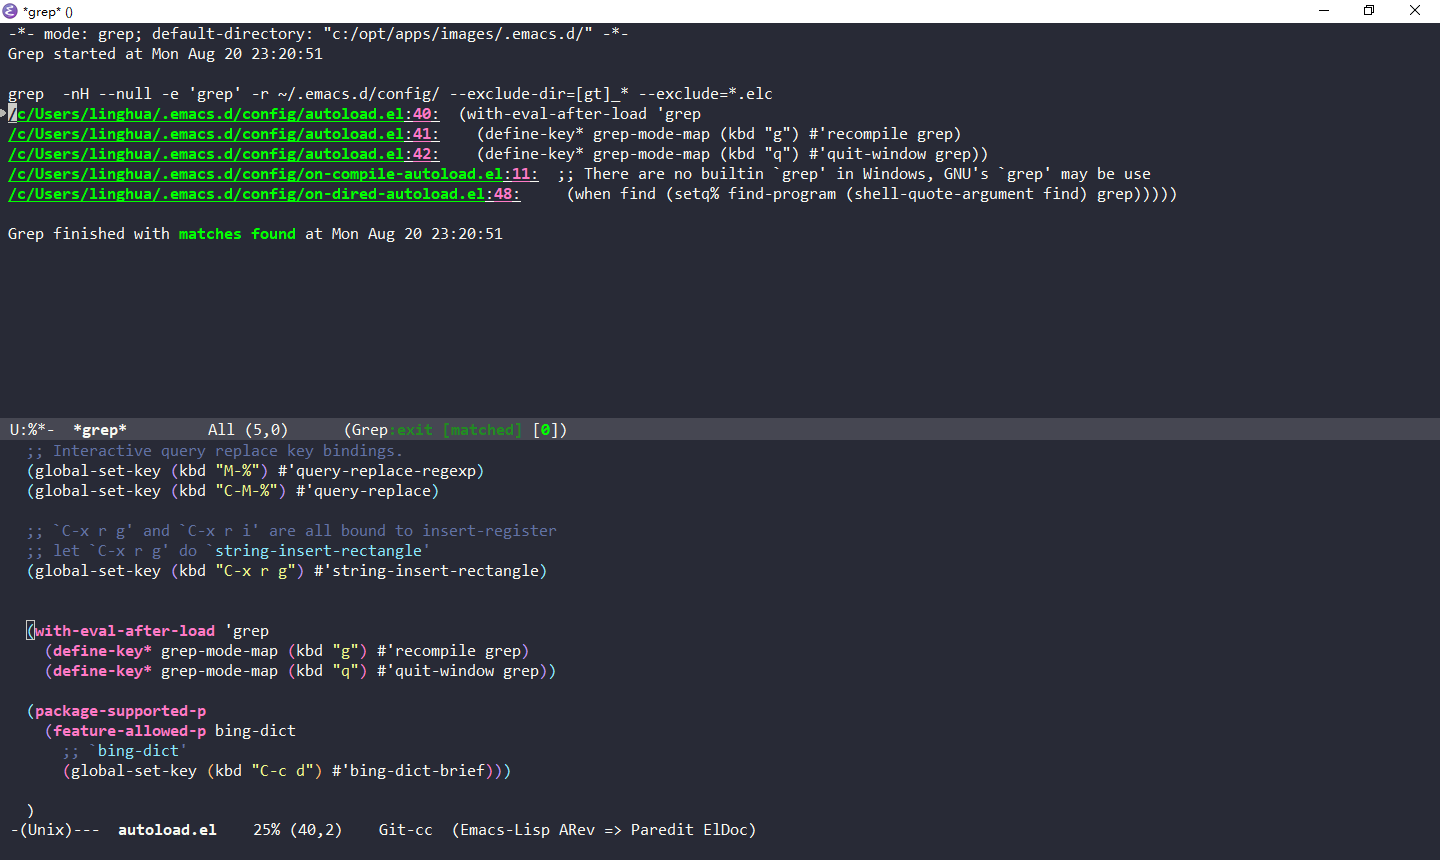 *grep* ()
-*- mode: grep; default-directory: "c:/opt/apps/images/.emacs.d/" -*-
Grep started at Mon Aug 20 23:20:51
grep  -nH --null -e 'grep' -r ~/.emacs.d/config/ --exclude-dir=[gt]_* --exclude=*.elc
/c/Users/linghua/.emacs.d/config/autoload.el:40:  (with-eval-after-load 'grep
/c/Users/linghua/.emacs.d/config/autoload.el:41:    (define-key* grep-mode-map (kbd "g") #'recompile grep)
/c/Users/linghua/.emacs.d/config/autoload.el:42:    (define-key* grep-mode-map (kbd "q") #'quit-window grep))
/c/Users/linghua/.emacs.d/config/on-compile-autoload.el:11:  ;; There are no builtin `grep' in Windows, GNU's `grep' may be use
/c/Users/linghua/.emacs.d/config/on-dired-autoload.el:48:     (when find (setq% find-program (shell-quote-argument find) grep)))))
Grep finished with matches found at Mon Aug 20 23:20:51
U:%*-  *grep*         All (5,0)      (Grep:exit [matched] [0])
;; Interactive query replace key bindings.
(global-set-key (kbd "M-%") #'query-replace-regexp)
(global-set-key (kbd "C-M-%") #'query-replace)
;; `C-x r g' and `C-x r i' are all bound to insert-register
;; let `C-x r g' do `string-insert-rectangle'
(global-set-key (kbd "C-x r g") #'string-insert-rectangle)
(with-eval-after-load 'grep
(define-key* grep-mode-map (kbd "g") #'recompile grep)
(define-key* grep-mode-map (kbd "q") #'quit-window grep))
(package-supported-p
(feature-allowed-p bing-dict
;; `bing-dict'
(global-set-key (kbd "C-c d") #'bing-dict-brief)))
)
-(Unix)---  autoload.el    25% (40,2)    Git-cc  (Emacs-Lisp ARev => Paredit ElDoc)